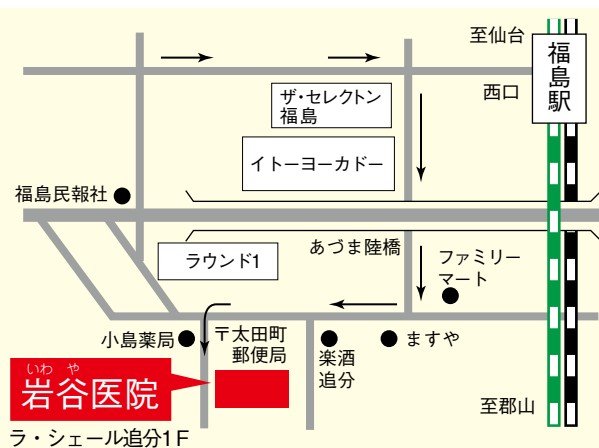 至仙台
福島駅
西口
ザ・セレクトン
福島
イトーヨーカドー
福島民報社
あづま陸橋
ラウンド1
ファミリー
マート
小島薬局
〒太田町
郵便局
楽酒
追分
ますや
いわ や
岩谷医院
至郡山
ラ・シェール追分1F